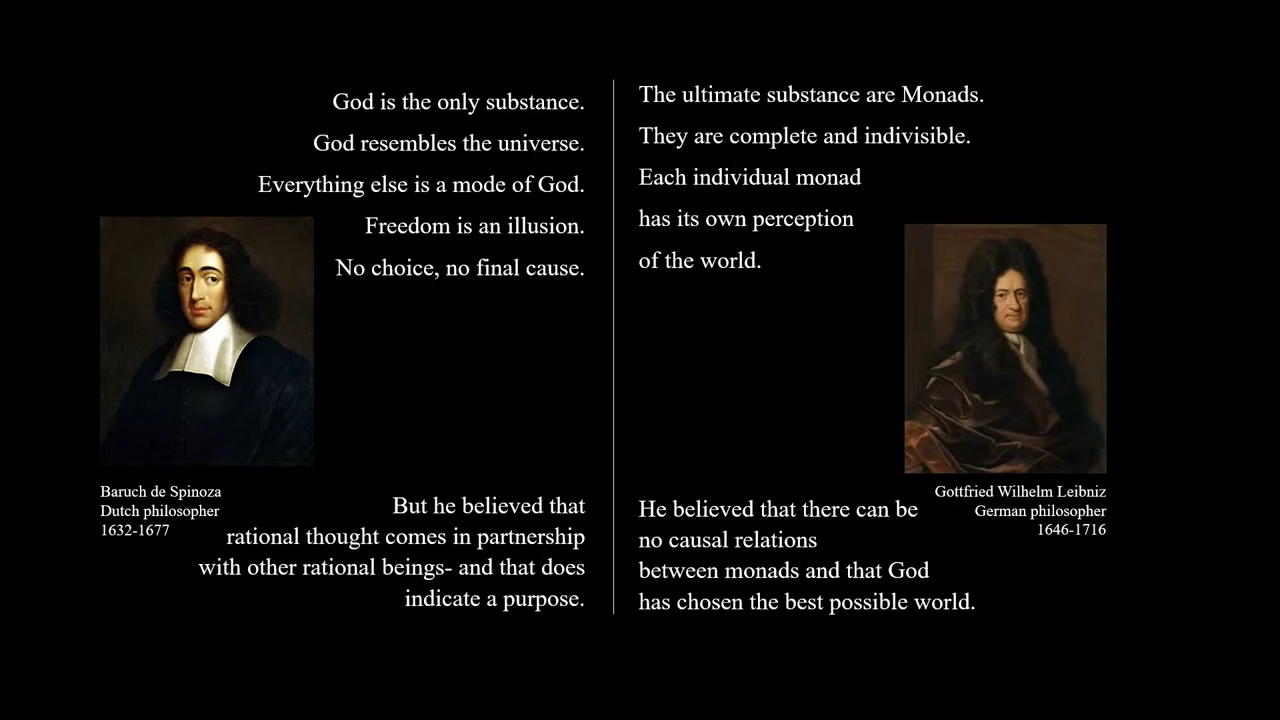 God is the only substance.
God resembles the universe.
Everything else is a mode of God.
Freedom is an illusion.
No choice, no final cause.
Baruch de Spinoza
Dutch philosopher
1632-1677
But he believed that
rational thought comes in partnership
with other rational beings- and that does
indicate a purpose.
The ultimate substance are Monads.
They are complete and indivisible.
Each individual monad
has its own perception
of the world.
Gottfried Wilhelm Leibniz
German philosopher
1646-1716
He believed that there can be
no causal relations
between monads and that God
has chosen the best possible world.